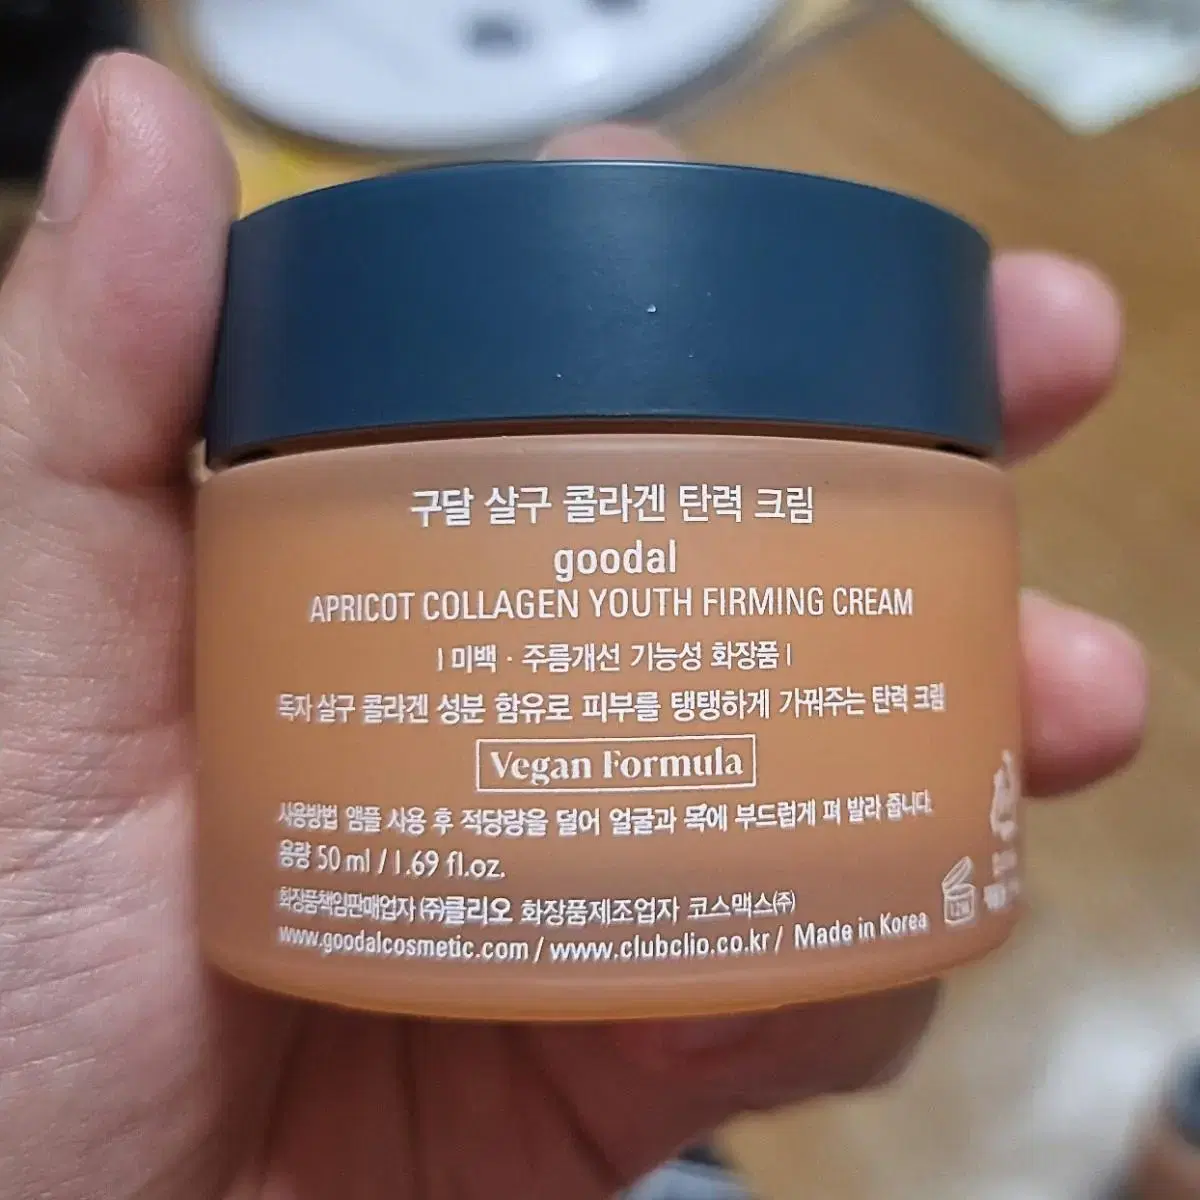 구달 살구 콜라겐 탄력 크림
goodal
APRICOT COLLAGEN YOUTH FIRMING CREAM
| 미백 · 주름개선 기능성 화장품 |
독자 살구 콜라겐 성분 함유로 피부를 탱탱하게 가꿔주는 탄력 크림
Vegan Formula
사용방법 앰플 사용 후 적당량을 덜어 얼굴과 목에 부드럽게 펴 발라 줍니다.
용량 50 ml / 1.69 fl.oz.
화장품책임판매업자 ㈜클리오 화장품제조업자 코스맥스㈜
www.goodalcosmetic.com / www.clubclio.co.kr / Made in Korea
12M